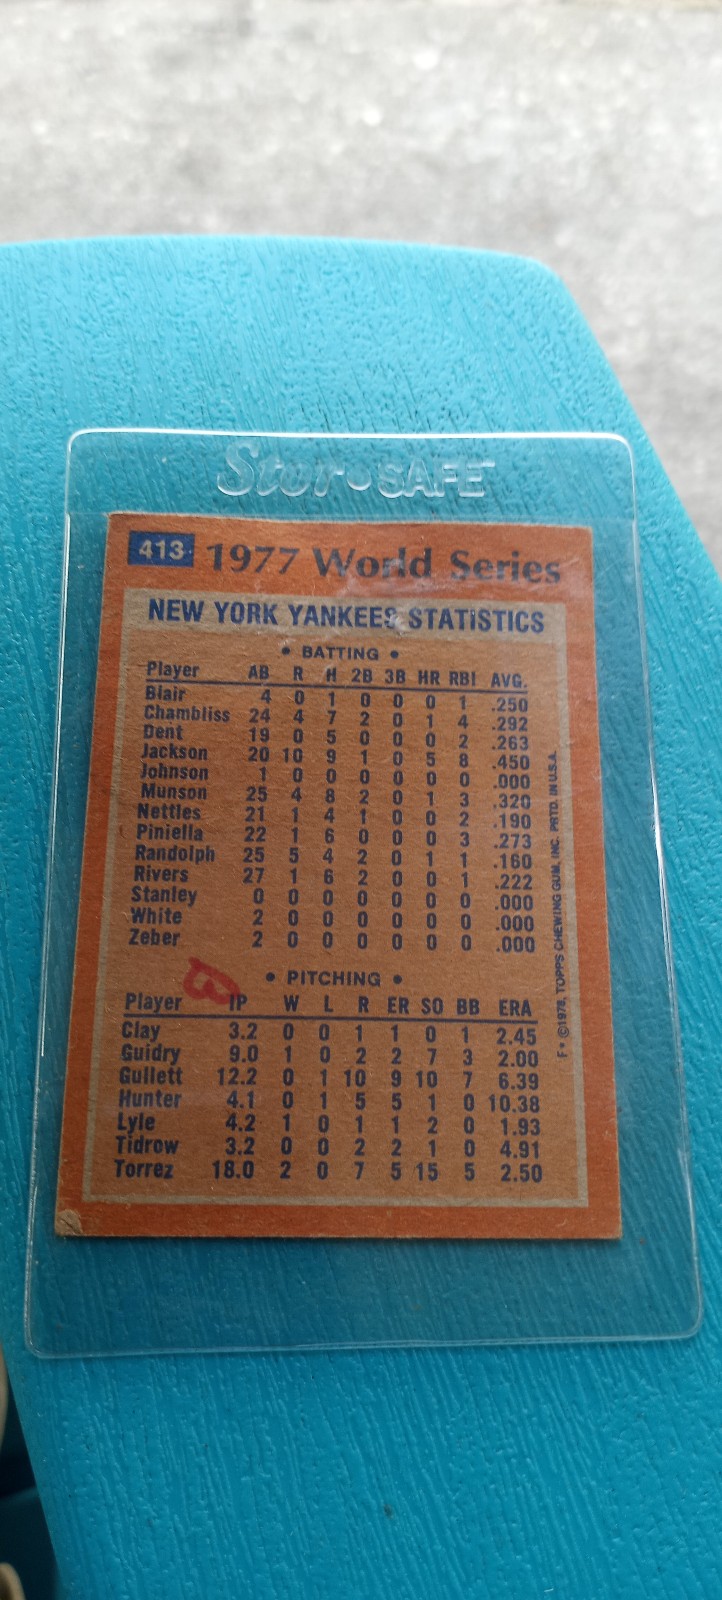 Stor•SAFE
413 1977 World Series
NEW YORK YANKEES STATISTICS
• BATTING •
Player AB R H 2B 3B HR RBI AVG.
Blair 4 0 1 0 0 0 1 .250
Chambliss 24 4 7 2 0 1 4 .292
Dent 19 0 5 0 0 0 2 .263
Jackson 20 10 9 1 0 5 8 .450
Johnson 1 0 0 0 0 0 0 .000
Munson 25 4 8 2 0 1 3 .320
Nettles 21 1 4 1 0 0 2 .190
Piniella 22 1 6 0 0 0 3 .273
Randolph 25 5 4 2 0 1 1 .160
Rivers 27 1 6 2 0 0 1 .222
Stanley 0 0 0 0 0 0 0 .000
White 2 0 0 0 0 0 0 .000
Zeber 2 0 0 0 0 0 0 .000
• PITCHING •
Player IP W L R ER SO BB ERA
Clay 3.2 0 0 1 1 0 1 2.45
Guidry 9.0 1 0 2 2 7 3 2.00
Gullett 12.2 0 1 10 9 10 7 6.39
Hunter 4.1 0 1 5 5 1 0 10.38
Lyle 4.2 1 0 1 1 2 0 1.93
Tidrow 3.2 0 0 2 2 1 0 4.91
Torrez 18.0 2 0 7 5 15 5 2.50
F• ©1978, TOPPS CHEWING GUM, INC. PRTD. IN U.S.A.